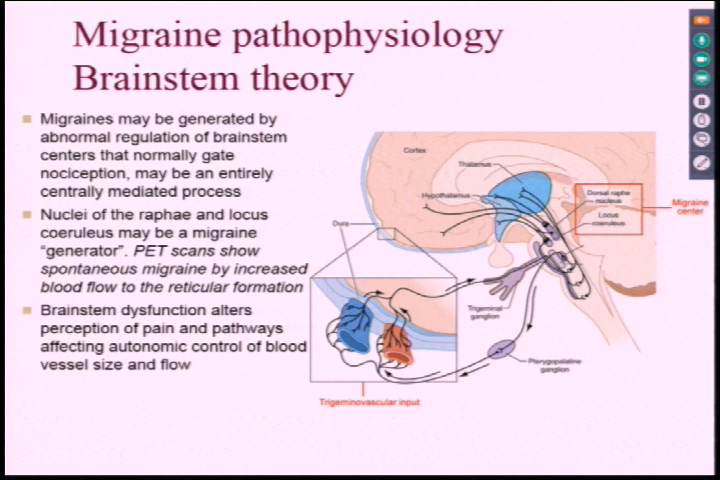 Migraine pathophysiology
Brainstem theory
Migraines may be generated by
abnormal regulation of brainstem
centers that normally gate
nociception, may be an entirely
centrally mediated process
Nuclei of the raphae and locus
coeruleus may be a migraine
“generator”. PET scans show
spontaneous migraine by increased
blood flow to the reticular formation
Brainstem dysfunction alters
perception of pain and pathways
affecting autonomic control of blood
vessel size and flow
Cortex
Thalamus
Hypothalamus
Dorsal raphe
nucleus
Locus
coeruleus
Migraine
center
Dura
Trigeminal
ganglion
Pterygopalatine
ganglion
Trigeminovascular input